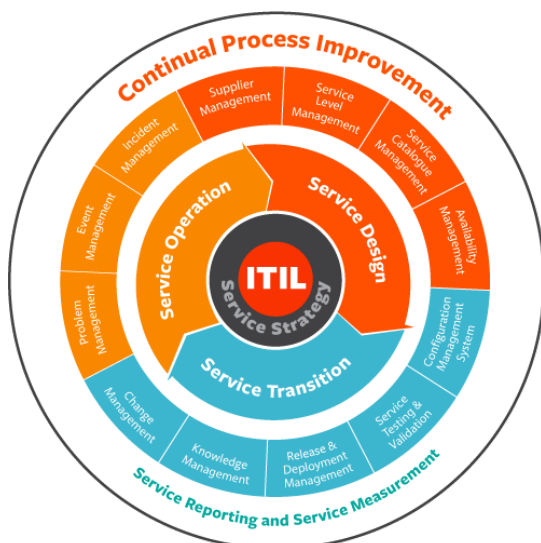 Continual Process Improvement
Supplier
Management
Service
Level
Management
Service
Catalogue
Management
Availability
Management
Configuration
Management
System
Service
Testing &
Validation
Release &
Deployment
Management
Knowledge
Management
Change
Management
Problem
Management
Event
Management
Incident
Management
Service Operation
Service Design
Service Transition
ITIL
Service Strategy
Service Reporting and Service Measurement